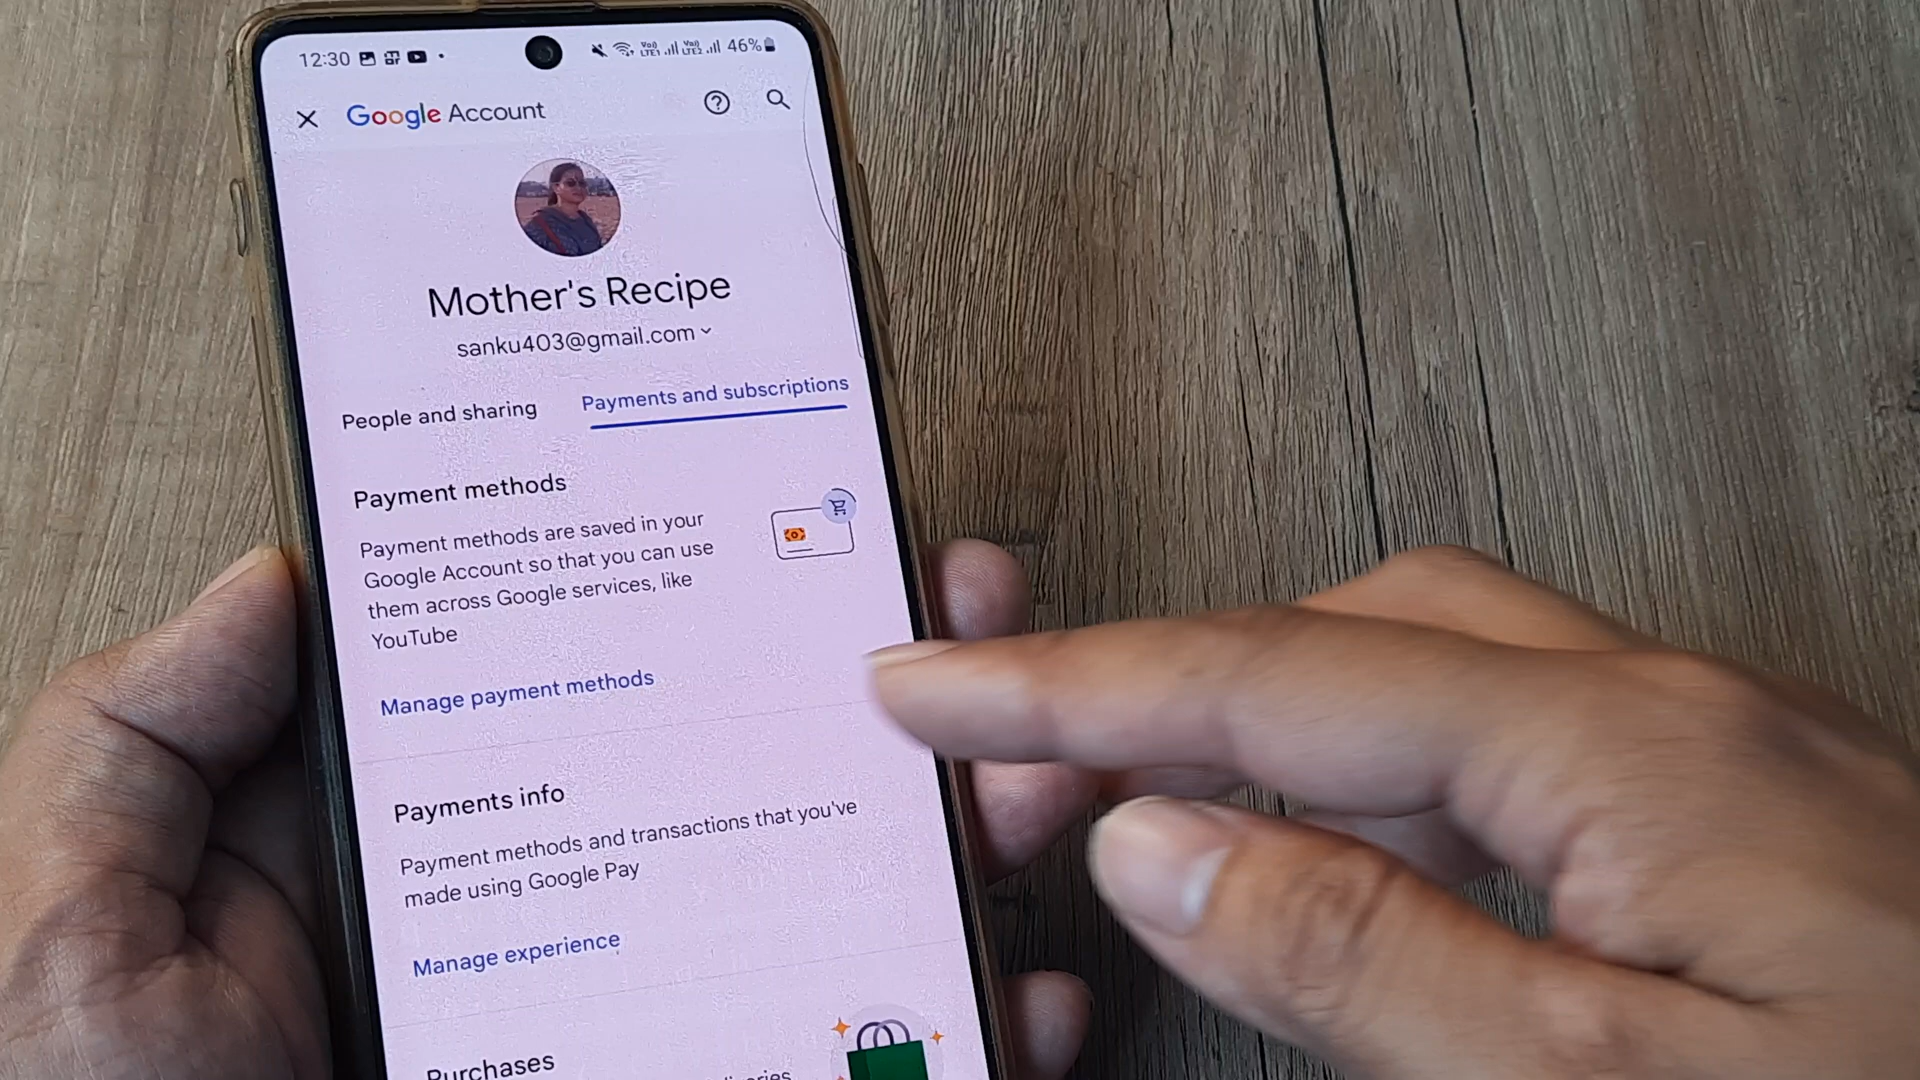 12:30 46%
Google Account
Mother's Recipe
sanku403@gmail.com
People and sharing Payments and subscriptions
Payment methods
Payment methods are saved in your
Google Account so that you can use
them across Google services, like
YouTube
Manage payment methods
Payments info
Payment methods and transactions that you've
made using Google Pay
Manage experience
Purchases